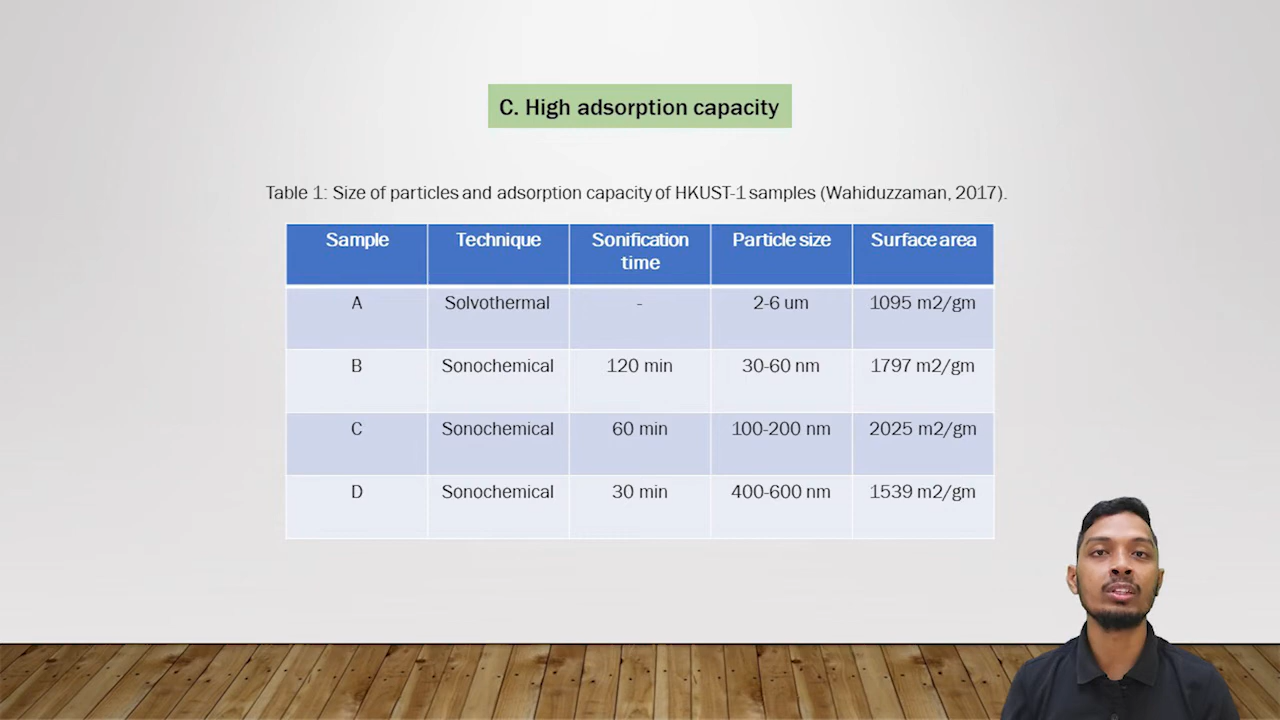 C. High adsorption capacity
Table 1: Size of particles and adsorption capacity of HKUST-1 samples (Wahiduzzaman, 2017).
Sample Technique Sonification time Particle size Surface area
A Solvothermal - 2-6 um 1095 m2/gm
B Sonochemical 120 min 30-60 nm 1797 m2/gm
C Sonochemical 60 min 100-200 nm 2025 m2/gm
D Sonochemical 30 min 400-600 nm 1539 m2/gm